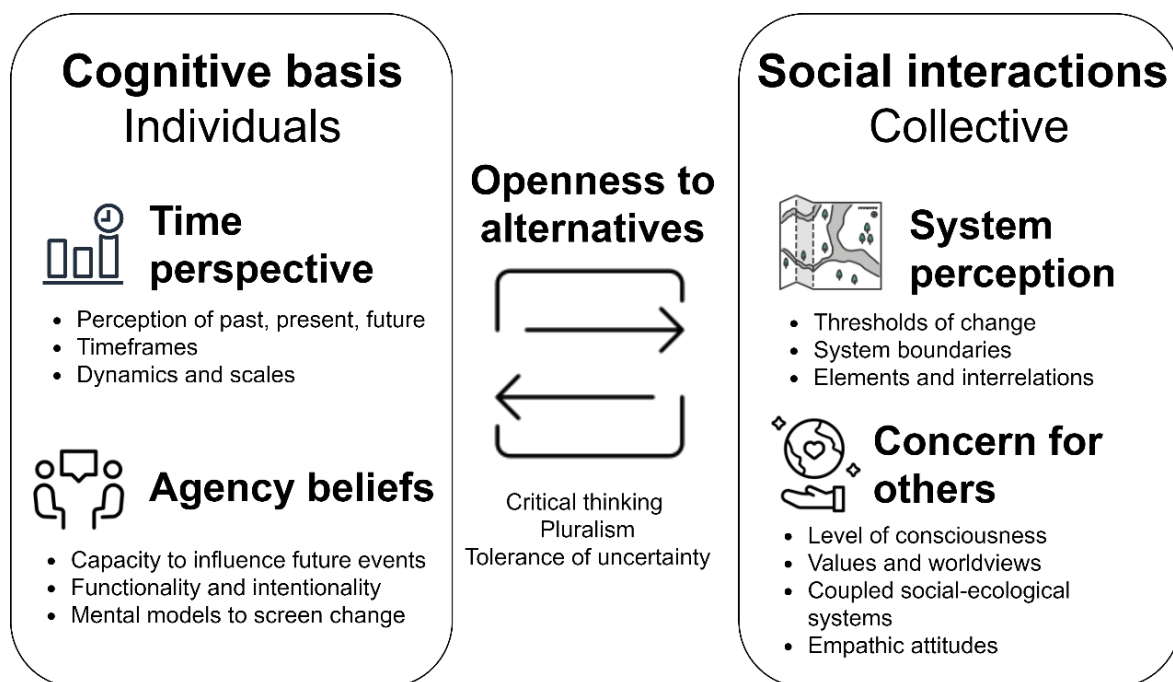 Cognitive basis
Individuals
Time
perspective
• Perception of past, present, future
• Timeframes
• Dynamics and scales
Agency beliefs
• Capacity to influence future events
• Functionality and intentionality
• Mental models to screen change
Openness to
alternatives
Critical thinking
Pluralism
Tolerance of uncertainty
Social interactions
Collective
System
perception
• Thresholds of change
• System boundaries
• Elements and interrelations
Concern for
others
• Level of consciousness
• Values and worldviews
• Coupled social-ecological
systems
• Empathic attitudes